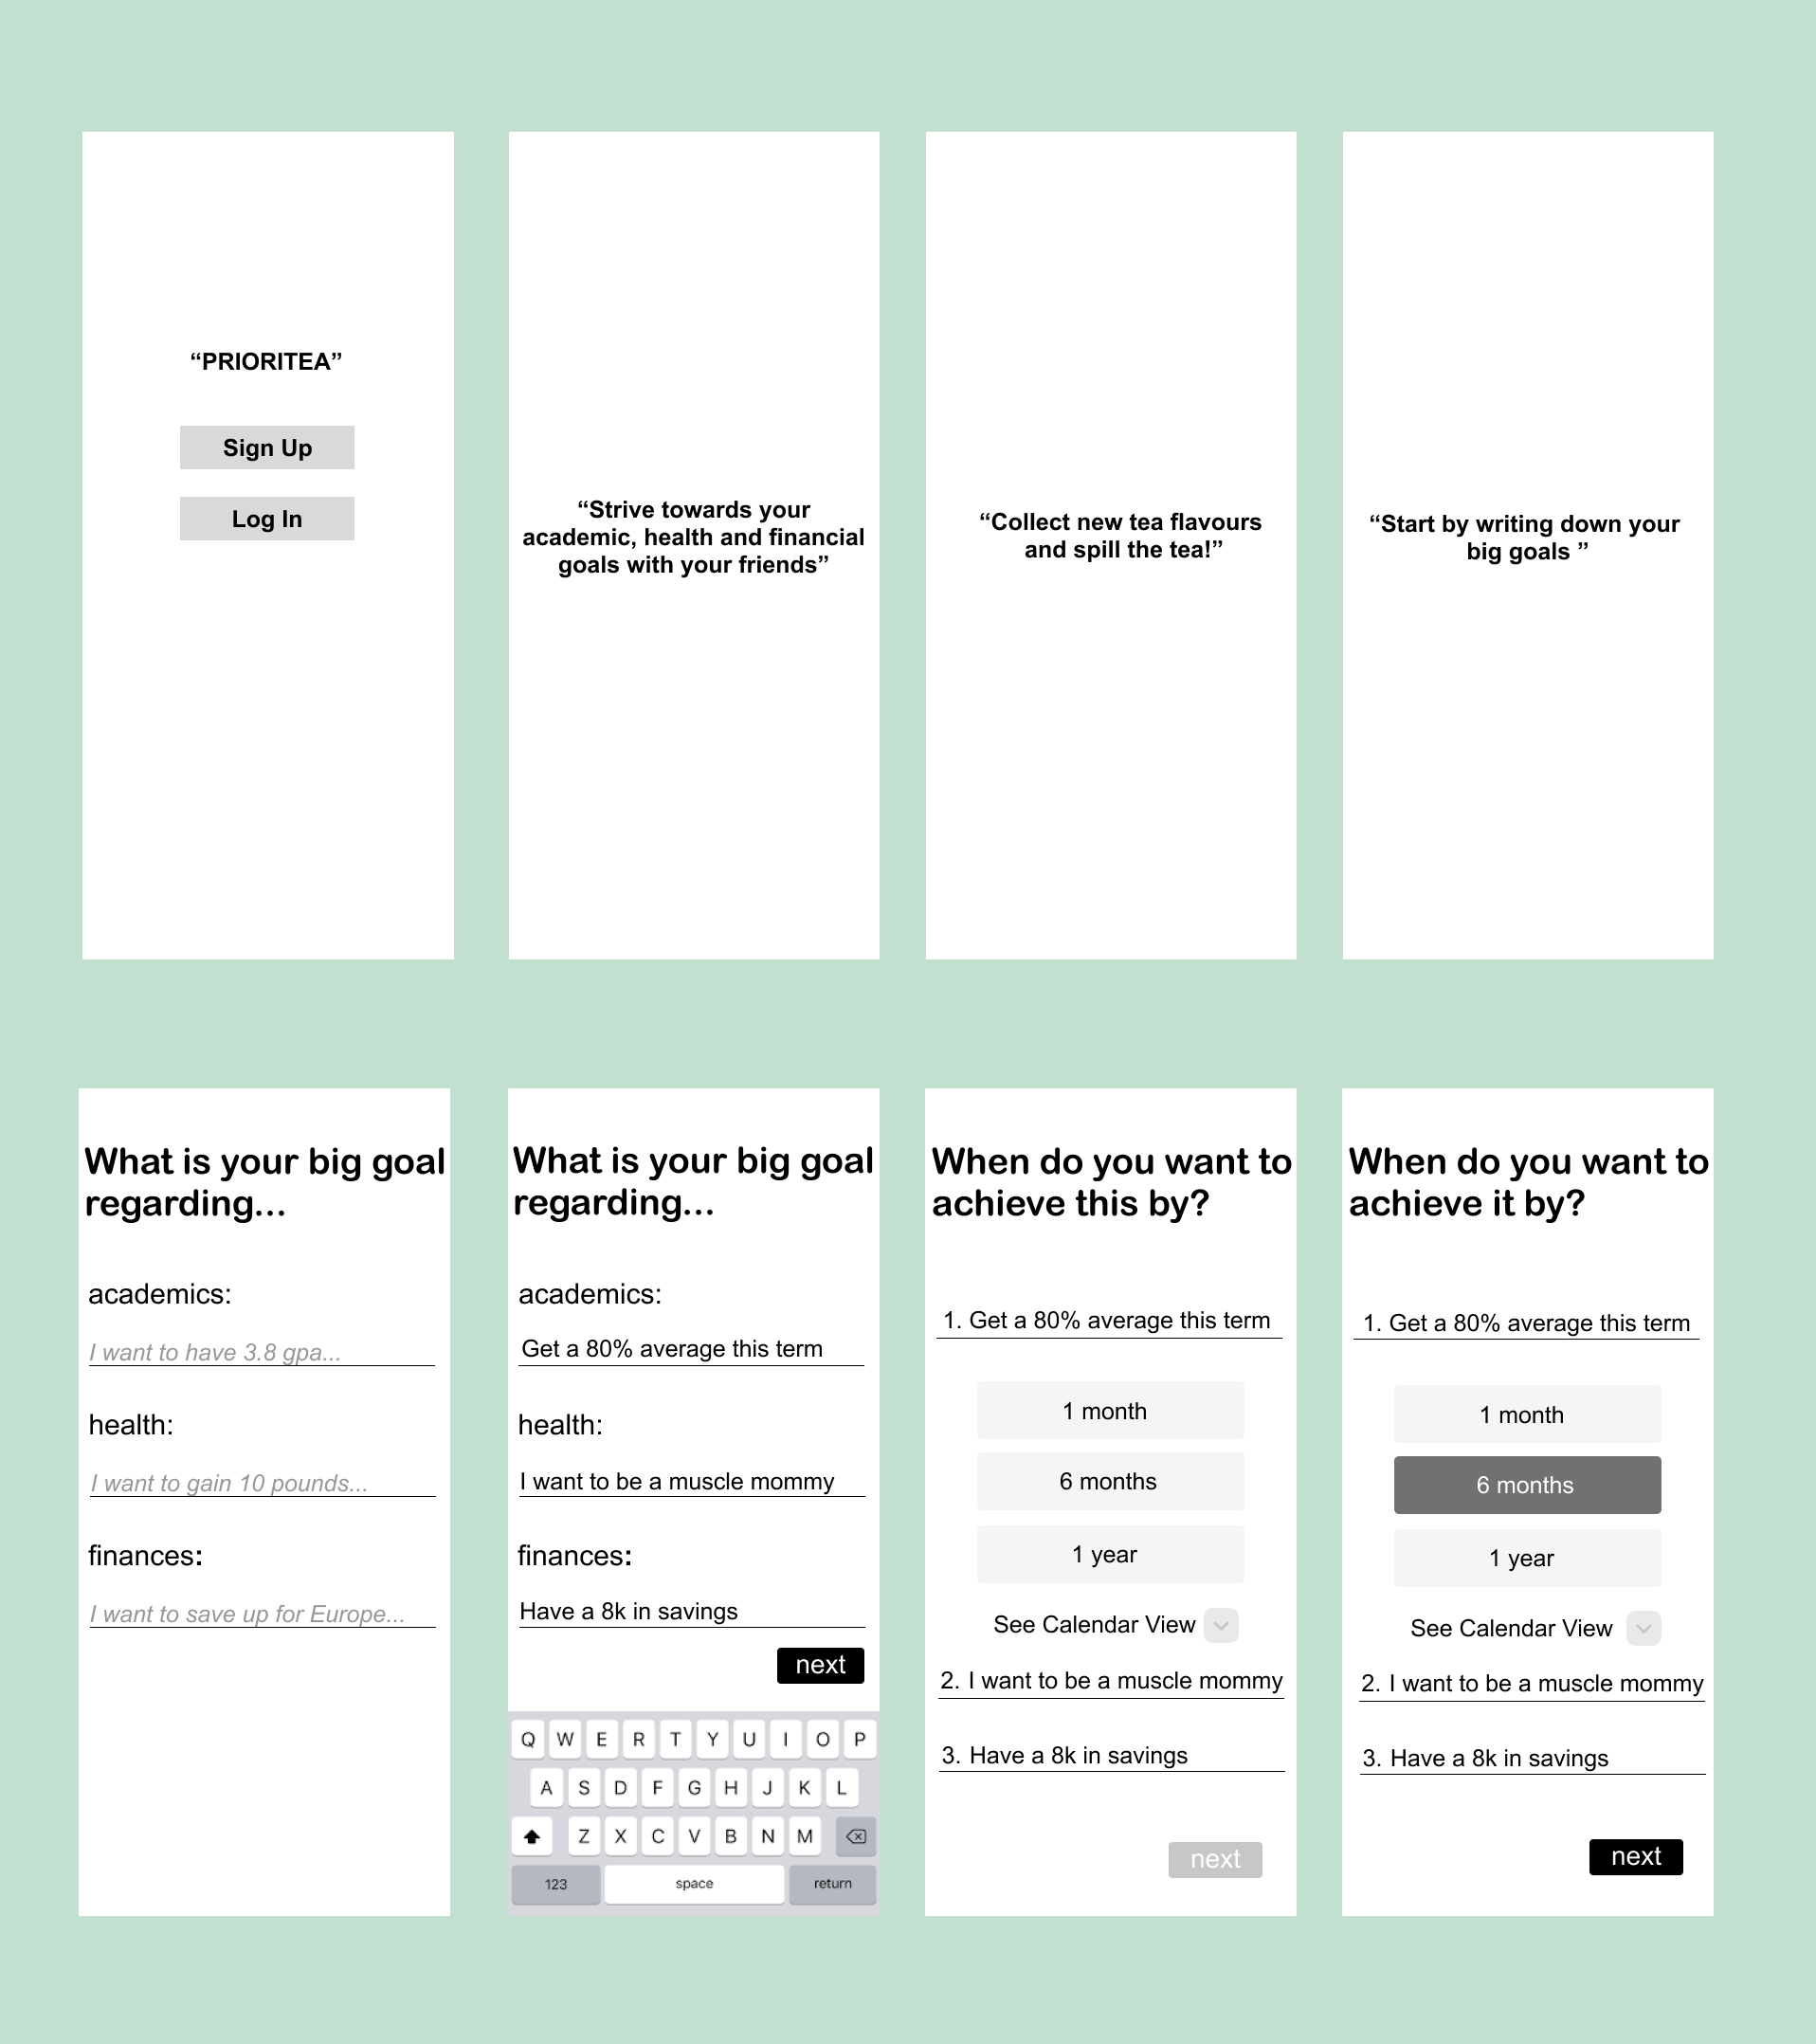 “PRIORITEA”
Sign Up
Log In
“Strive towards your
academic, health and financial
goals with your friends”
“Collect new tea flavours
and spill the tea!”
“Start by writing down your
big goals ”
What is your big goal
regarding...
academics:
I want to have 3.8 gpa...
health:
I want to gain 10 pounds...
finances:
I want to save up for Europe...
What is your big goal
regarding...
academics:
Get a 80% average this term
health:
I want to be a muscle mommy
finances:
Have a 8k in savings
next
Q W E R T Y U I O P
A S D F G H J K L
Z X C V B N M
123 space return
When do you want to
achieve this by?
1. Get a 80% average this term
1 month
6 months
1 year
See Calendar View
2. I want to be a muscle mommy
3. Have a 8k in savings
next
When do you want to
achieve it by?
1. Get a 80% average this term
1 month
6 months
1 year
See Calendar View
2. I want to be a muscle mommy
3. Have a 8k in savings
next